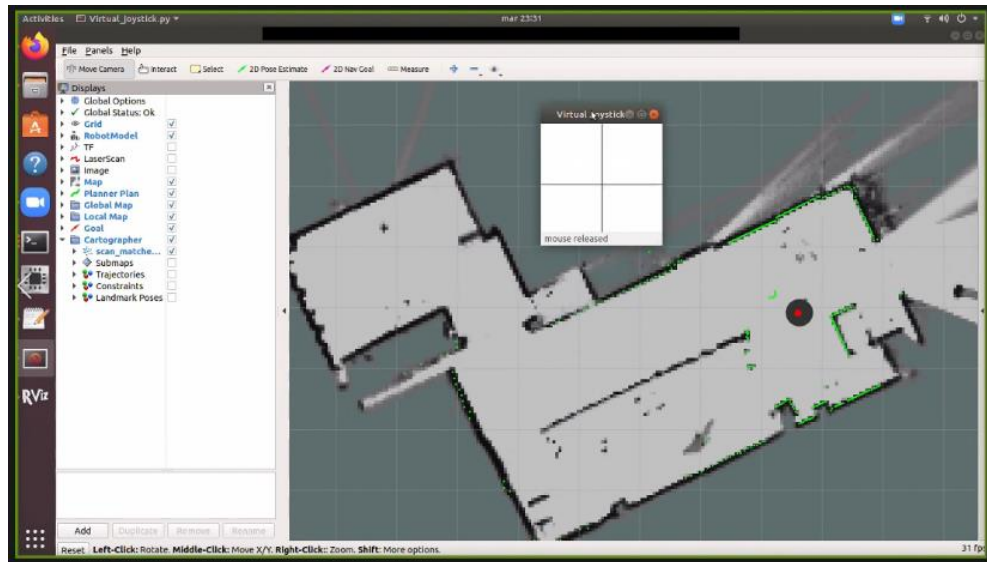 Activities Virtual_Joystick.py mar 23:31
File Panels Help
Move Camera Interact Select 2D Pose Estimate 2D Nav Goal Measure
Displays
Global Options
Global Status: Ok
Grid
RobotModel
TF
LaserScan
Image
Map
Planner Plan
Global Map
Local Map
Goal
Cartographer
scan_matche...
Submaps
Trajectories
Constraints
Landmark Poses
Virtual Joystick
mouse released
RViz
Add Duplicate Remove Rename
Reset Left-Click: Rotate. Middle-Click: Move X/Y. Right-Click:: Zoom. Shift: More options. 31 fps